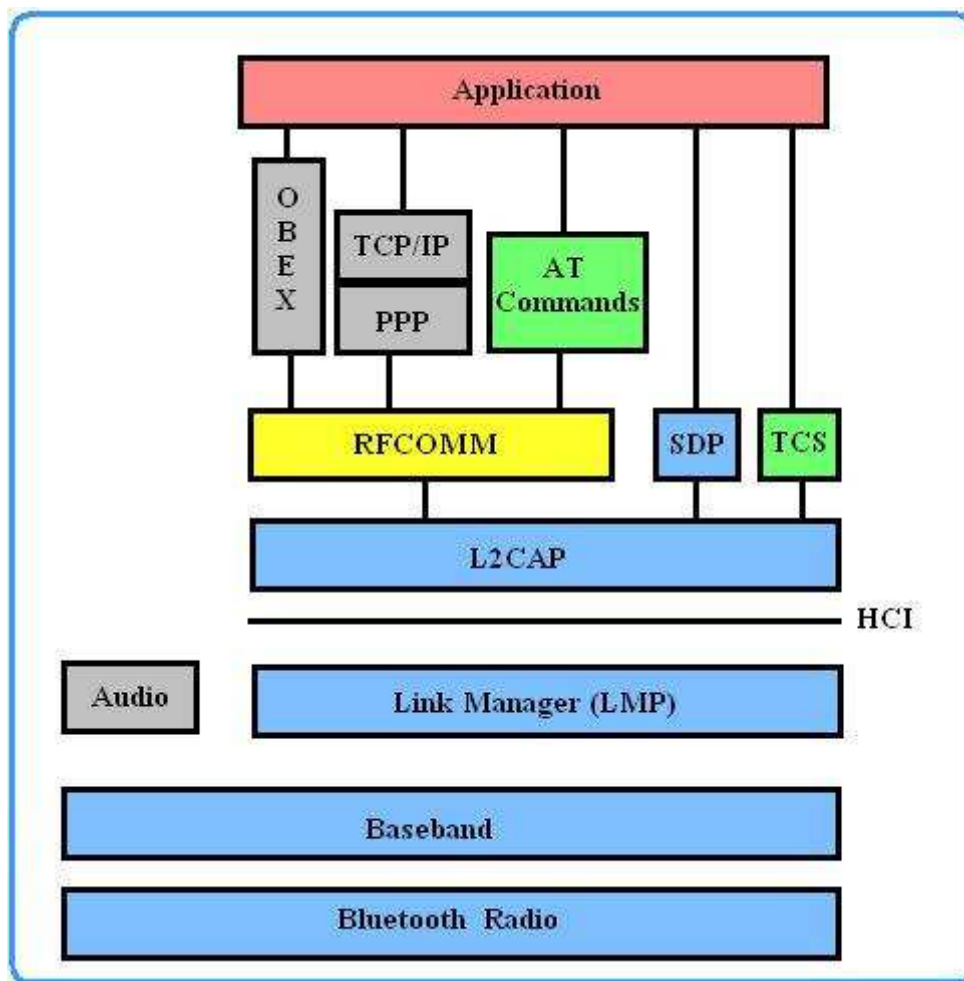 Application
O
B
E
X
TCP/IP
PPP
AT
Commands
RFCOMM
SDP
TCS
L2CAP
HCI
Audio
Link Manager (LMP)
Baseband
Bluetooth Radio